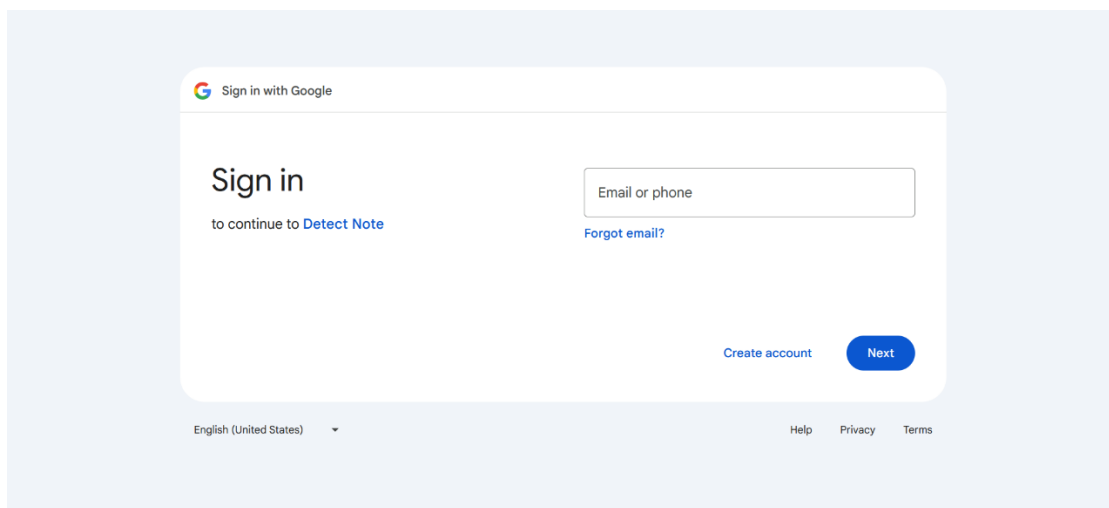 Sign in with Google
Sign in
to continue to Detect Note
Email or phone
Forgot email?
Create account
Next
English (United States)
Help
Privacy
Terms